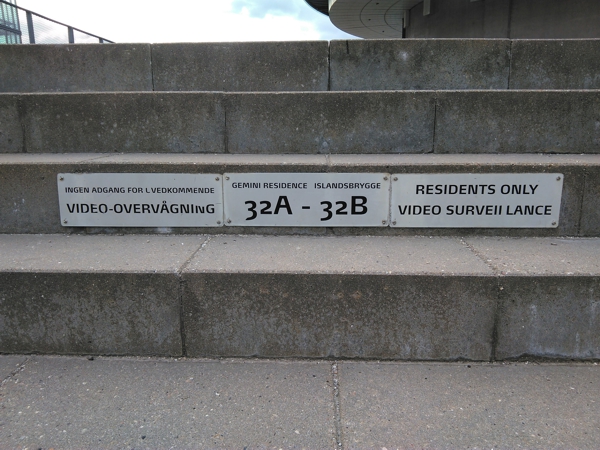 INGEN ADGANG FOR UVEDKOMMENDE
VIDEO-OVERVÅGNING
GEMINI RESIDENCE ISLANDSBRYGGE
32A - 32B
RESIDENTS ONLY
VIDEO SURVEILLANCE